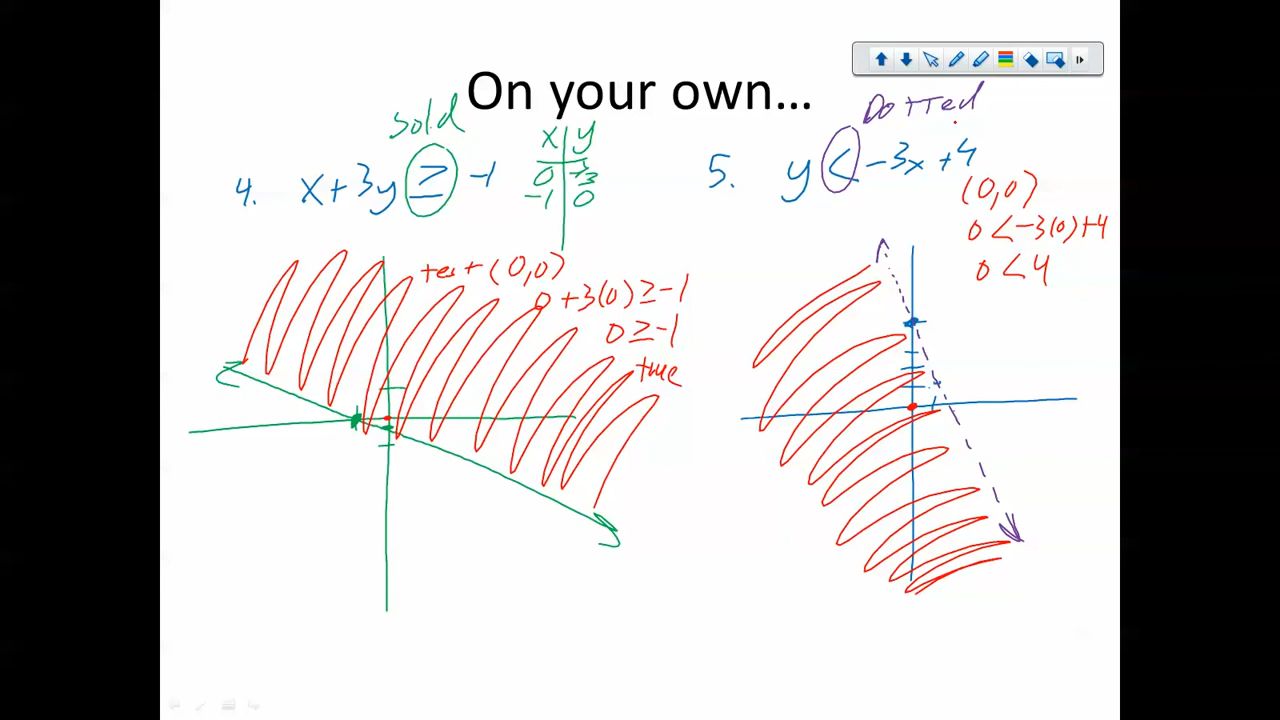 On your own...
Solid
Dotted
4. x+3y ≥ -1
x y
0 -1/3
-1 0
5. y < -3x+4
(0,0)
0 < -3(0)+4
0 < 4
test (0,0)
0+3(0) ≥ -1
0 ≥ -1
true